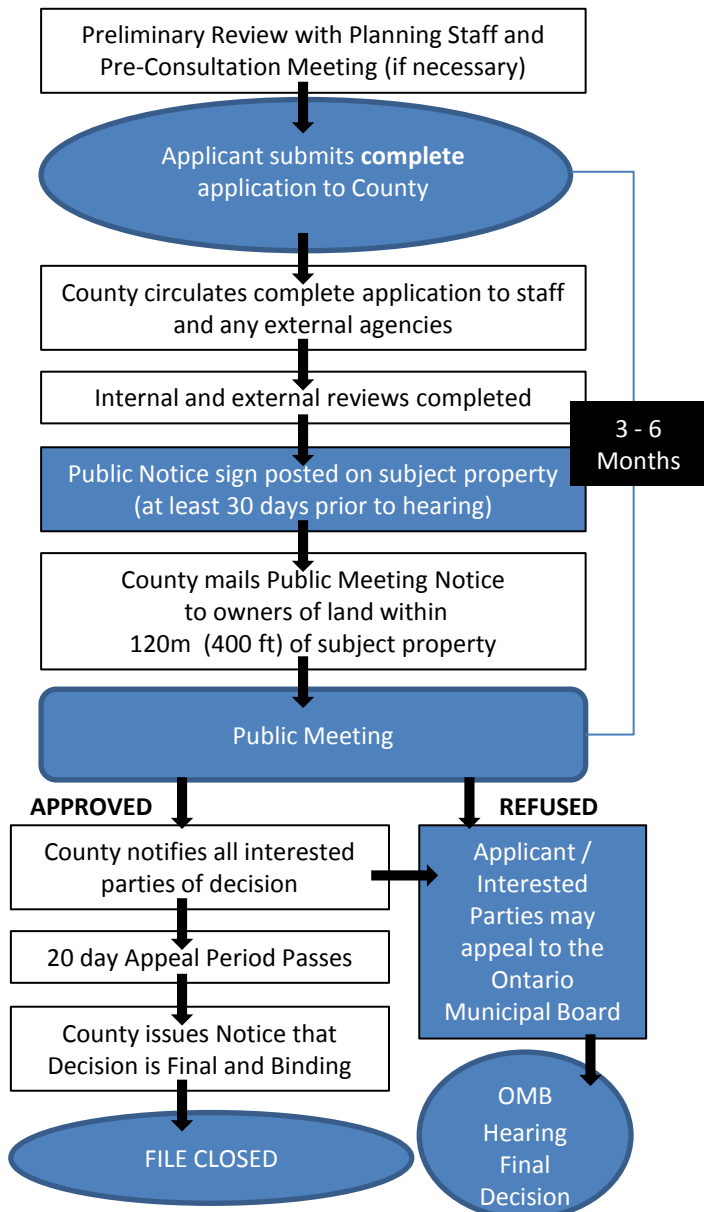 Preliminary Review with Planning Staff and
Pre-Consultation Meeting (if necessary)
Applicant submits complete
application to County
County circulates complete application to staff
and any external agencies
Internal and external reviews completed
3 - 6
Months
Public Notice sign posted on subject property
(at least 30 days prior to hearing)
County mails Public Meeting Notice
to owners of land within
120m (400 ft) of subject property
Public Meeting
APPROVED
REFUSED
County notifies all interested
parties of decision
20 day Appeal Period Passes
County issues Notice that
Decision is Final and Binding
FILE CLOSED
Applicant /
Interested
Parties may
appeal to the
Ontario
Municipal Board
OMB
Hearing
Final
Decision